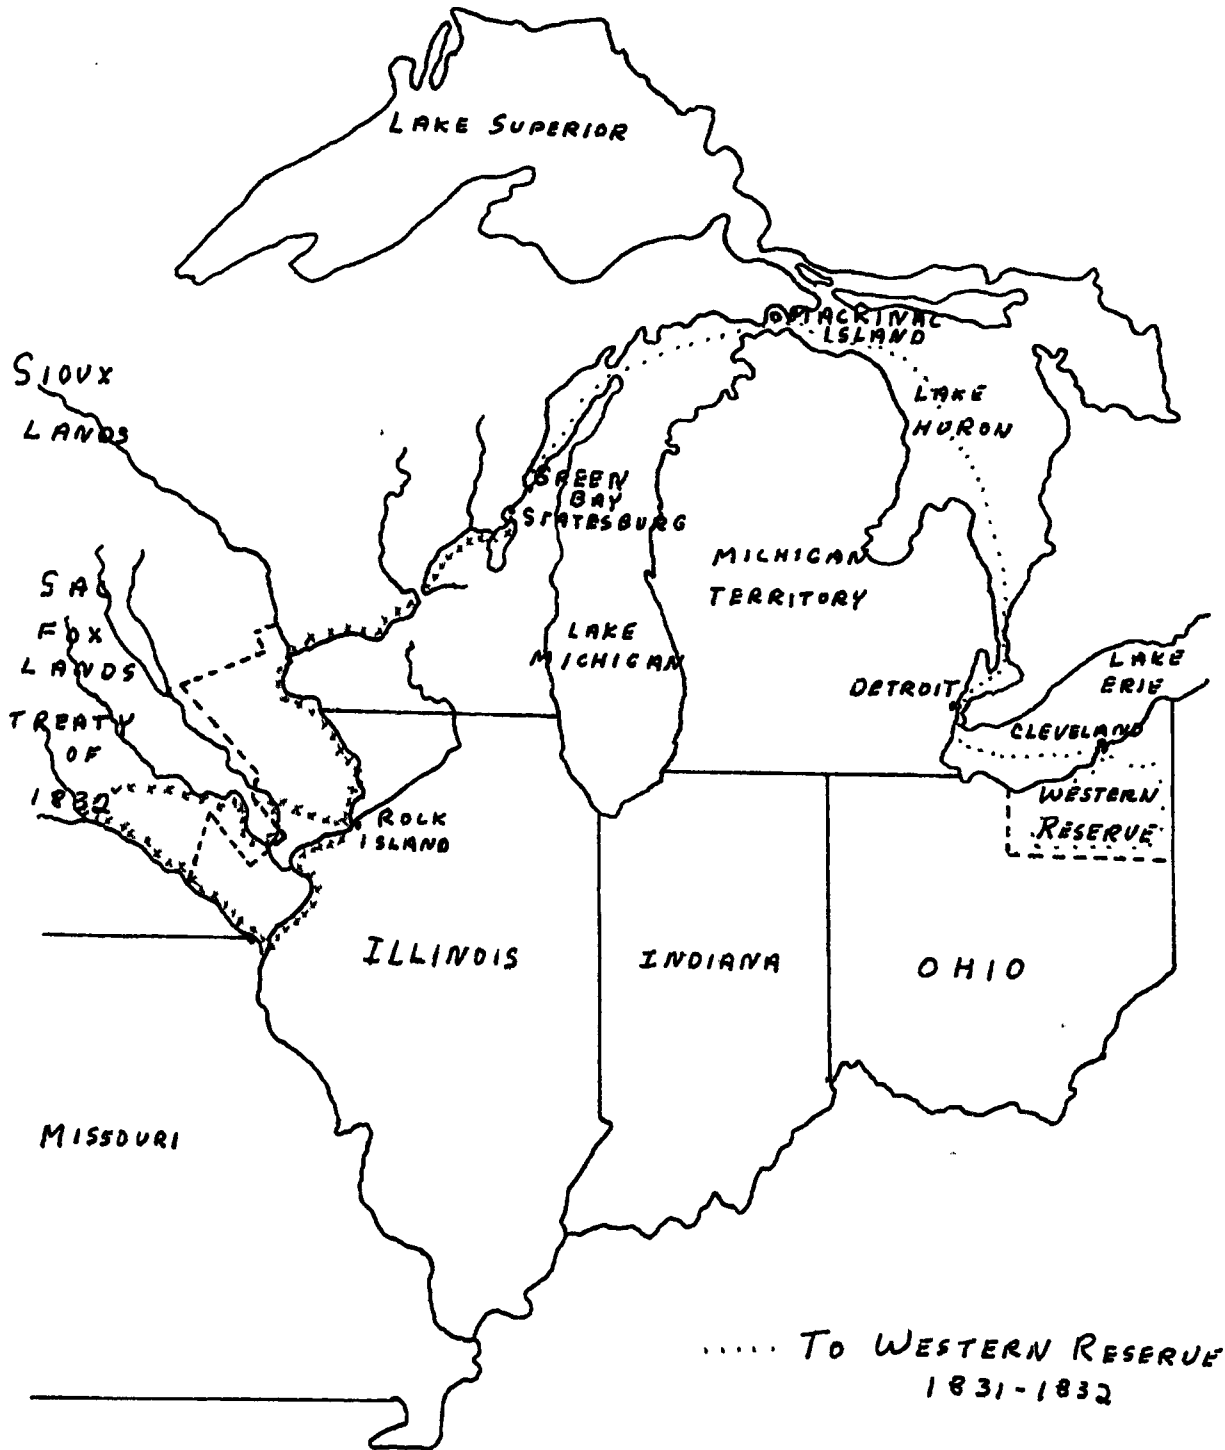 LAKE SUPERIOR
MACKINAC
ISLAND
SIOUX
LANDS
LAKE
HURON
GREEN
BAY
STATESBURG
MICHIGAN
TERRITORY
SAC
FOX
LANDS
TREATY
OF
1832
LAKE
MICHIGAN
LAKE
ERIE
DETROIT
CLEVELAND
WESTERN
RESERVE
ROCK
ISLAND
ILLINOIS
INDIANA
OHIO
MISSOURI
..... TO WESTERN RESERVE
1831-1832